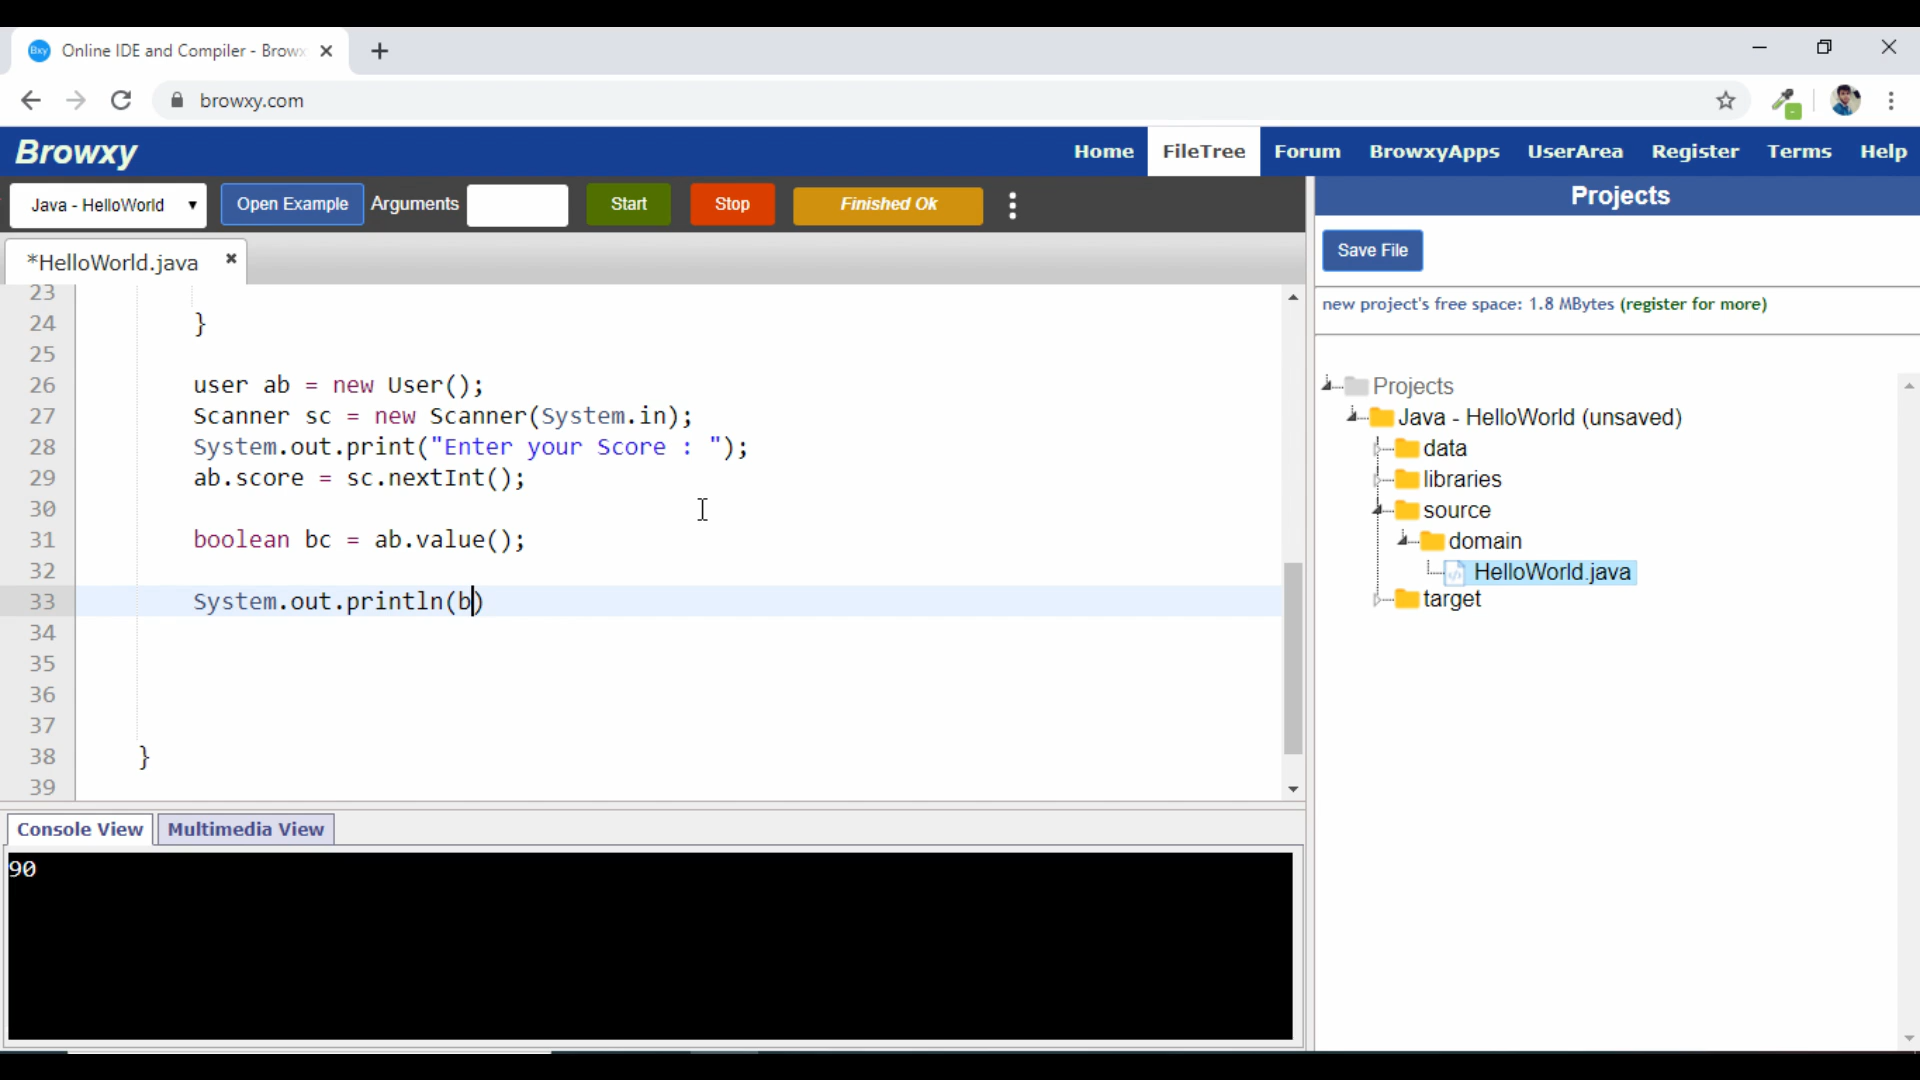 Online IDE and Compiler - Brow
browxy.com
Browxy
Home FileTree Forum BrowxyApps UserArea Register Terms Help
Java - HelloWorld Open Example Arguments Start Stop Finished Ok
Projects
Save File
*HelloWorld.java
new project's free space: 1.8 MBytes (register for more)
23
24 }
25
26 user ab = new User();
27 Scanner sc = new Scanner(System.in);
28 System.out.print("Enter your Score : ");
29 ab.score = sc.nextInt();
30
31 boolean bc = ab.value();
32
33 System.out.println(b)
34
35
36
37
38 }
39
Projects
Java - HelloWorld (unsaved)
data
libraries
source
domain
HelloWorld.java
target
Console View Multimedia View
90